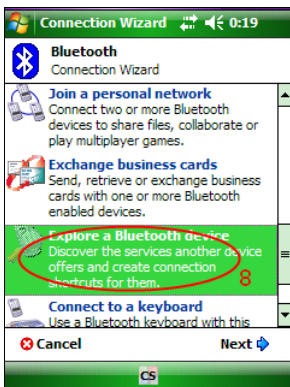 Connection Wizard 0:19
Bluetooth
Connection Wizard
Join a personal network
Connect two or more Bluetooth
devices to share files, collaborate or
play multiplayer games.
Exchange business cards
Send, retrieve or exchange business
cards with one or more Bluetooth
enabled devices.
Explore a Bluetooth device
Discover the services another device
offers and create connection
shortcuts for them.
8
Connect to a keyboard
Use a Bluetooth keyboard with this
Cancel Next
CS